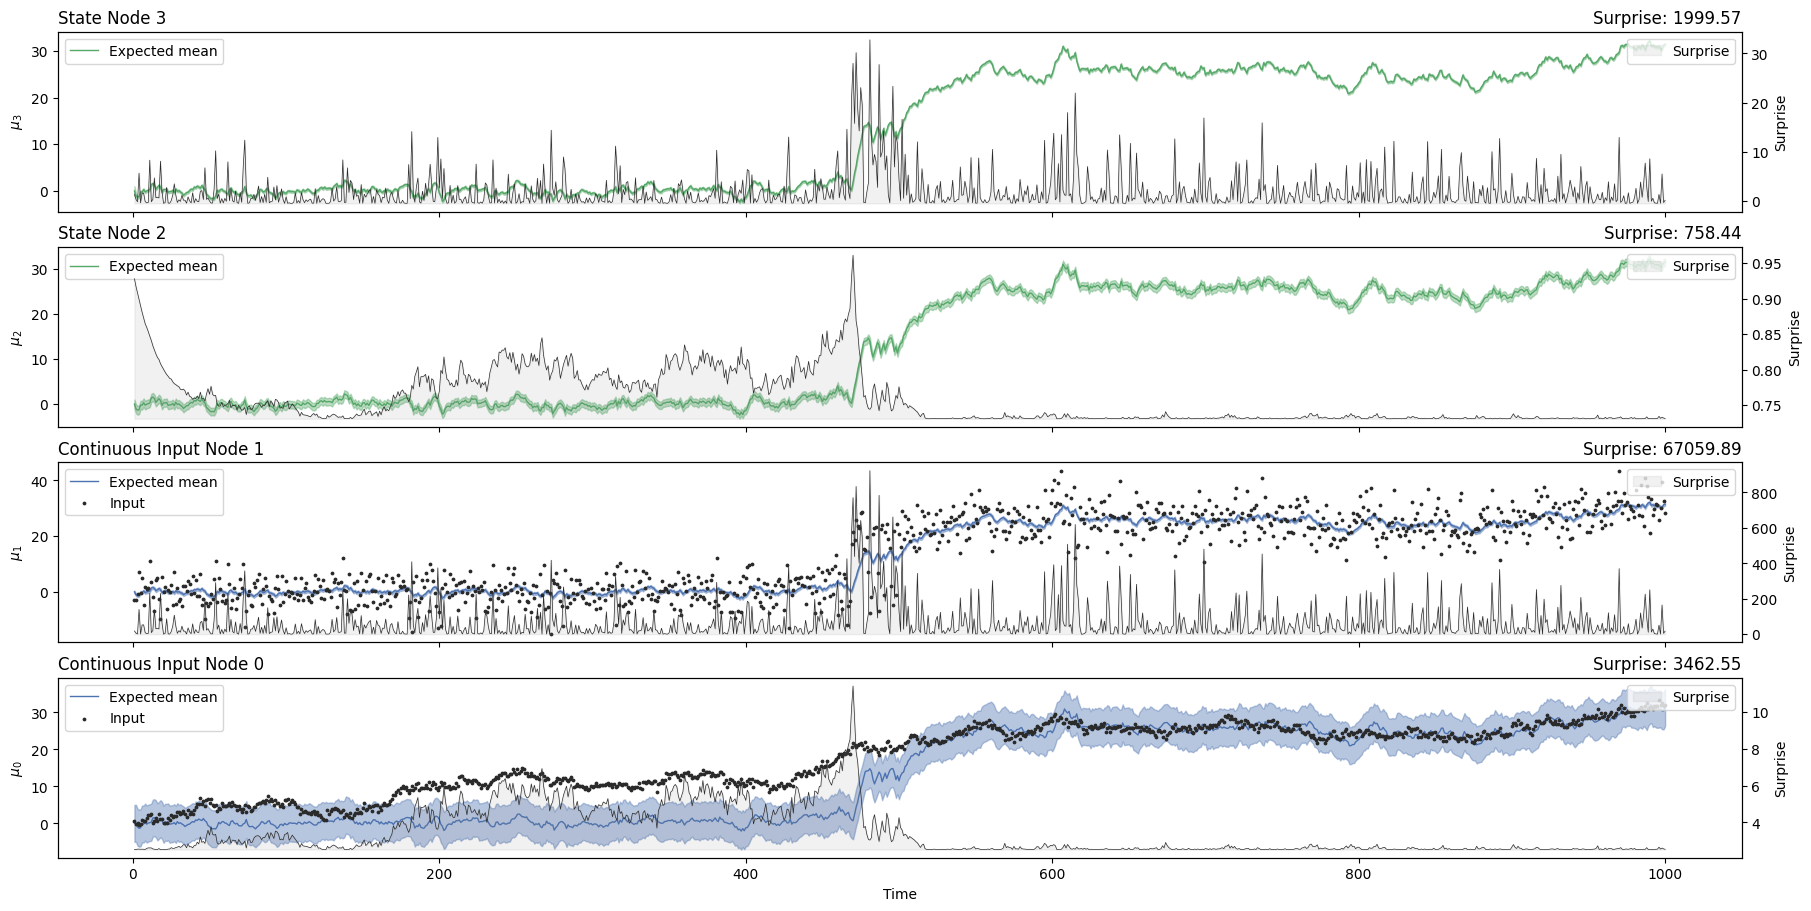 State Node 3 Surprise: 1999.57
Expected mean
Surprise
30
20
10
0
μ3
30
20
10
0
Surprise
State Node 2 Surprise: 758.44
Expected mean
Surprise
30
20
10
0
μ2
0.95
0.90
0.85
0.80
0.75
Surprise
Continuous Input Node 1 Surprise: 67059.89
Expected mean
Input
Surprise
40
20
0
μ1
800
600
400
200
0
Surprise
Continuous Input Node 0 Surprise: 3462.55
Expected mean
Input
Surprise
30
20
10
0
μ0
10
8
6
4
Surprise
0 200 400 600 800 1000
Time